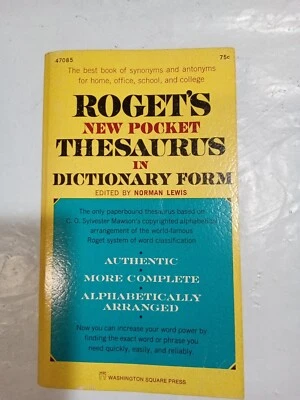 47085 75¢
The best book of synonyms and antonyms
for home, office, school, and college
ROGET'S
NEW POCKET
THESAURUS
IN
DICTIONARY FORM
EDITED BY NORMAN LEWIS
The only paperbound thesaurus based on
C. O. Sylvester Mawson's copyrighted alphabetical
arrangement of the world-famous
Roget system of word classification
AUTHENTIC
MORE COMPLETE
ALPHABETICALLY
ARRANGED
Now you can increase your word power by
finding the exact word or phrase you
need quickly, easily, and reliably.
WASHINGTON SQUARE PRESS